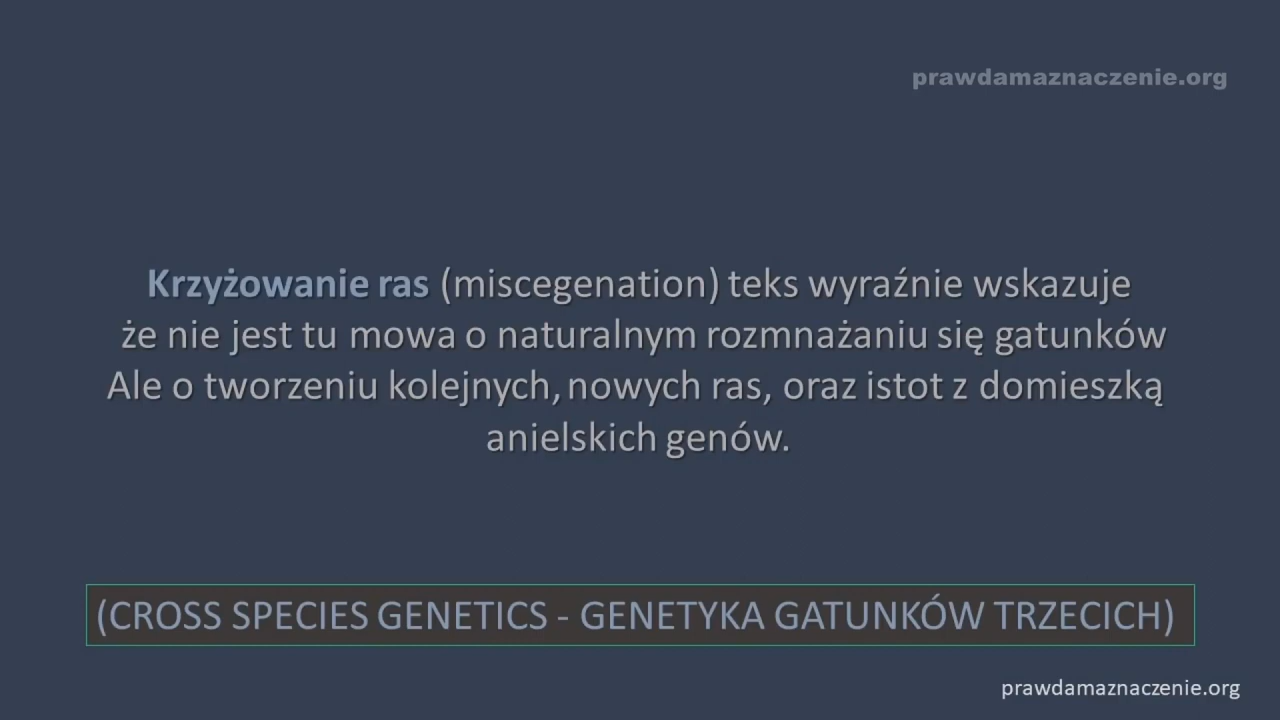 prawdamaznaczenie.org
Krzyżowanie ras (miscegenation) teks wyraźnie wskazuje
że nie jest tu mowa o naturalnym rozmnażaniu się gatunków
Ale o tworzeniu kolejnych, nowych ras, oraz istot z domieszką
anielskich genów.
(CROSS SPECIES GENETICS - GENETYKA GATUNKÓW TRZECICH)
prawdamaznaczenie.org